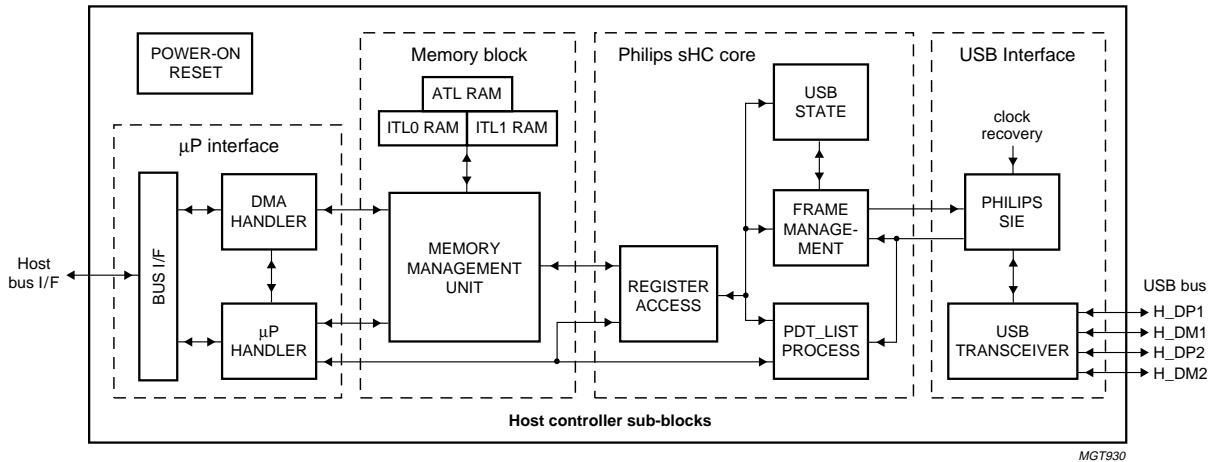 POWER-ON
RESET
Memory block
ATL RAM
ITL0 RAM
ITL1 RAM
Philips sHC core
USB
STATE
USB Interface
clock
recovery
µP interface
BUS I/F
DMA
HANDLER
MEMORY
MANAGEMENT
UNIT
REGISTER
ACCESS
FRAME
MANAGE-
MENT
PHILIPS
SIE
Host
bus I/F
µP
HANDLER
PDT_LIST
PROCESS
USB
TRANSCEIVER
USB bus
H_DP1
H_DM1
H_DP2
H_DM2
Host controller sub-blocks
MGT930